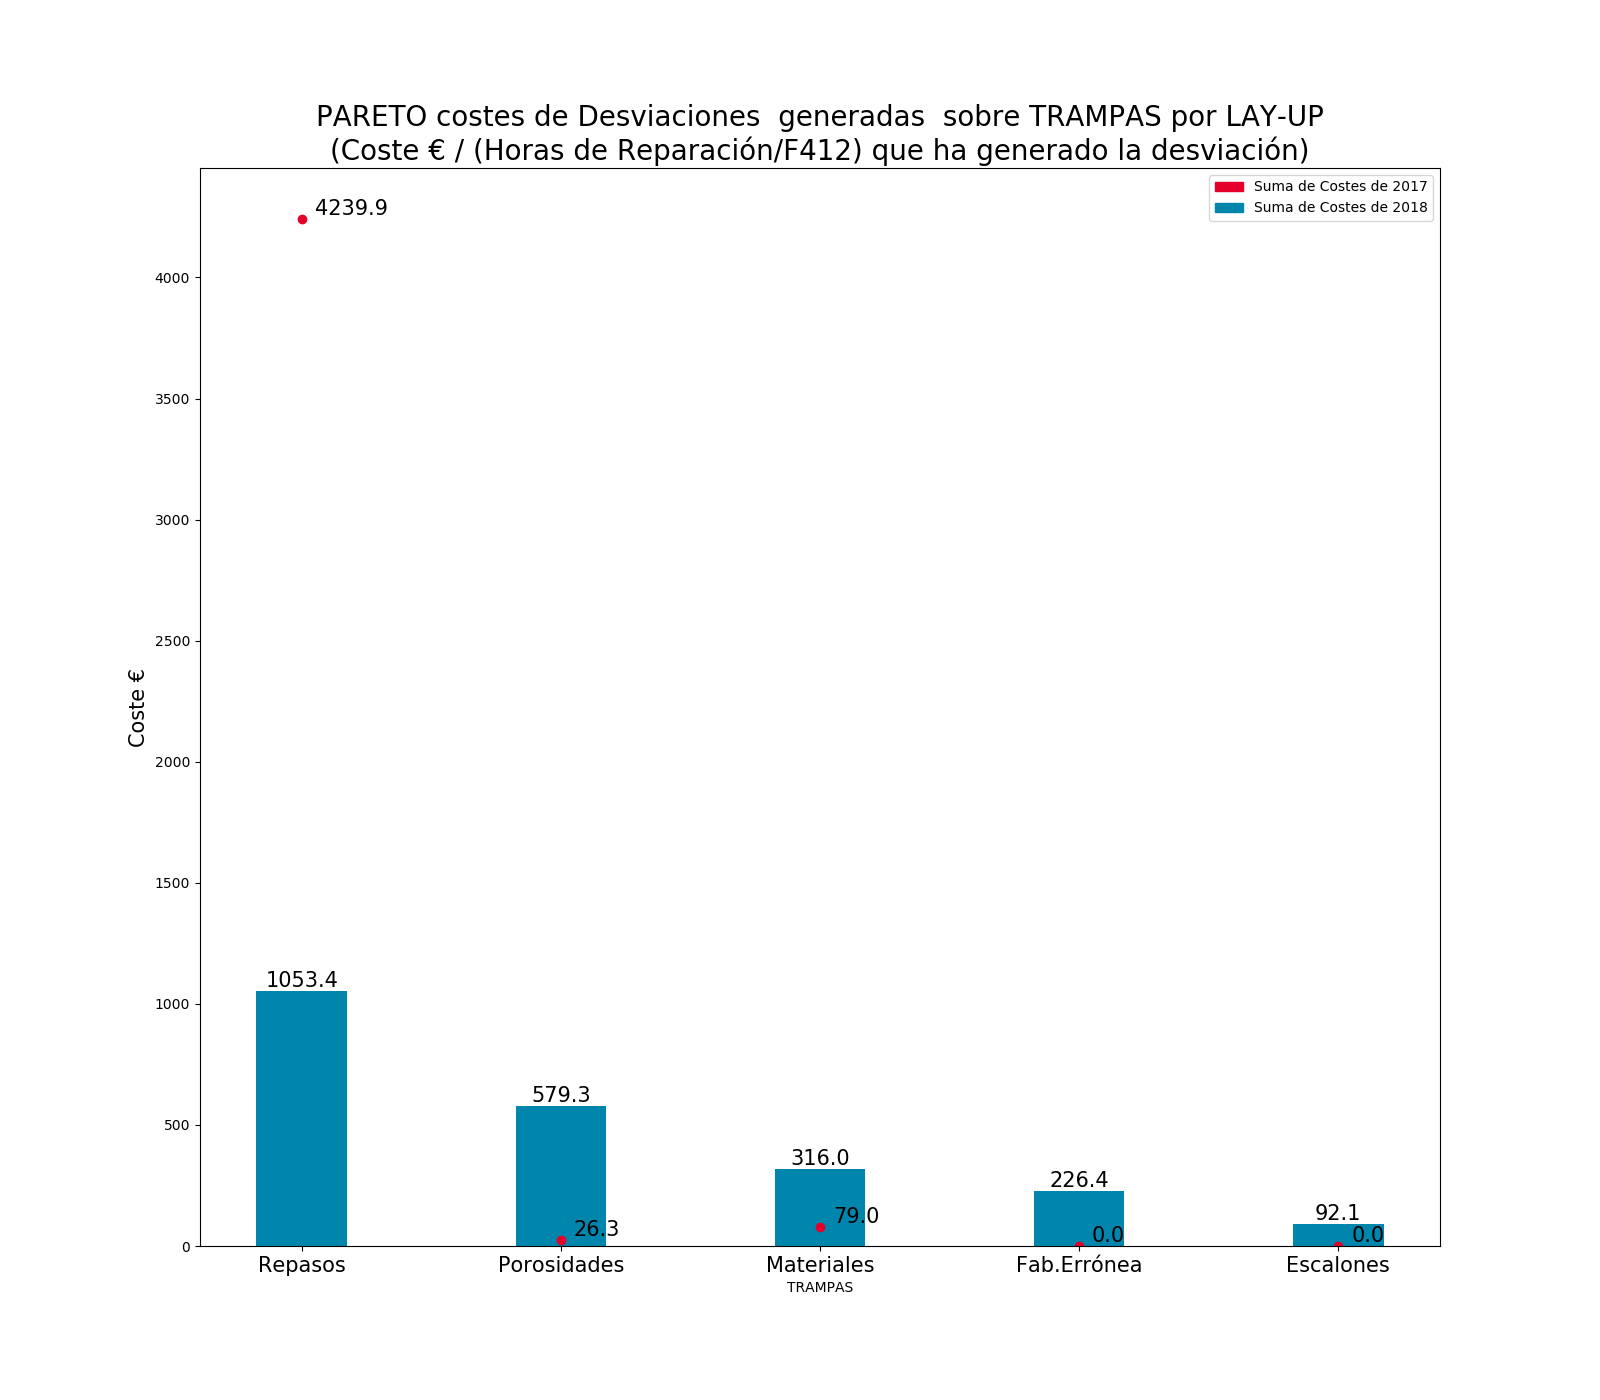 PARETO costes de Desviaciones  generadas  sobre TRAMPAS por LAY-UP
(Coste € / (Horas de Reparación/F412) que ha generado la desviación)
Suma de Costes de 2017
Suma de Costes de 2018
4239.9
4000
3500
3000
2500
2000
1500
1000
500
0
Coste €
1053.4
579.3
316.0
226.4
92.1
26.3
79.0
0.0
0.0
Repasos
Porosidades
Materiales
Fab.Errónea
Escalones
TRAMPAS